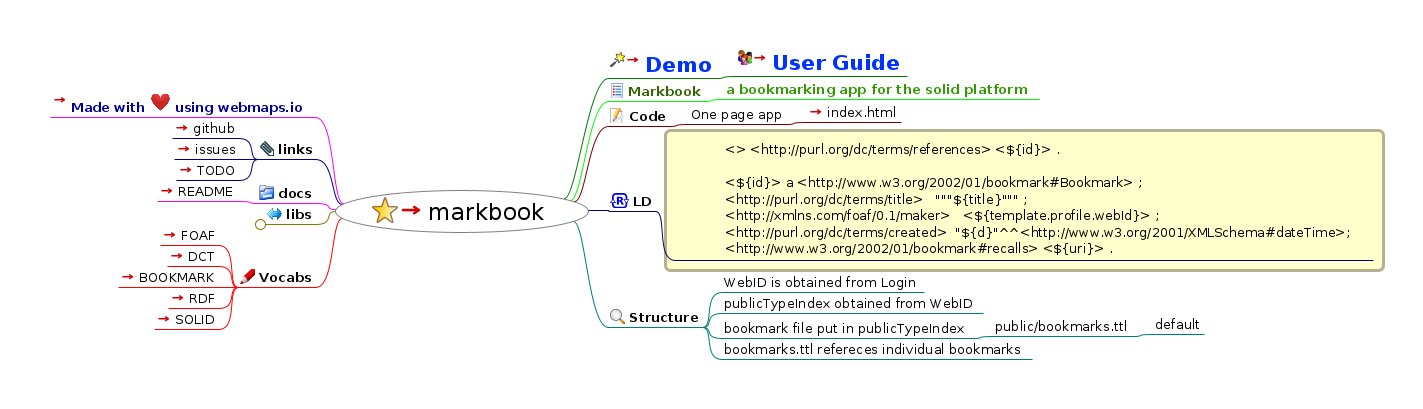 markbook
Demo
User Guide
Markbook
a bookmarking app for the solid platform
Code
One page app
index.html
LD
<> <http://purl.org/dc/terms/references> <${id}> .
<${id}> a <http://www.w3.org/2002/01/bookmark#Bookmark> ;
<http://purl.org/dc/terms/title>   """${title}""" ;
<http://xmlns.com/foaf/0.1/maker>   <${template.profile.webId}> ;
<http://purl.org/dc/terms/created>  "${d}"^^<http://www.w3.org/2001/XMLSchema#dateTime>;
<http://www.w3.org/2002/01/bookmark#recalls> <${uri}> .
Structure
WebID is obtained from Login
publicTypeIndex obtained from WebID
bookmark file put in publicTypeIndex
public/bookmarks.ttl
default
bookmarks.ttl refereces individual bookmarks
Made with ❤ using webmaps.io
links
github
issues
TODO
docs
README
libs
Vocabs
FOAF
DCT
BOOKMARK
RDF
SOLID